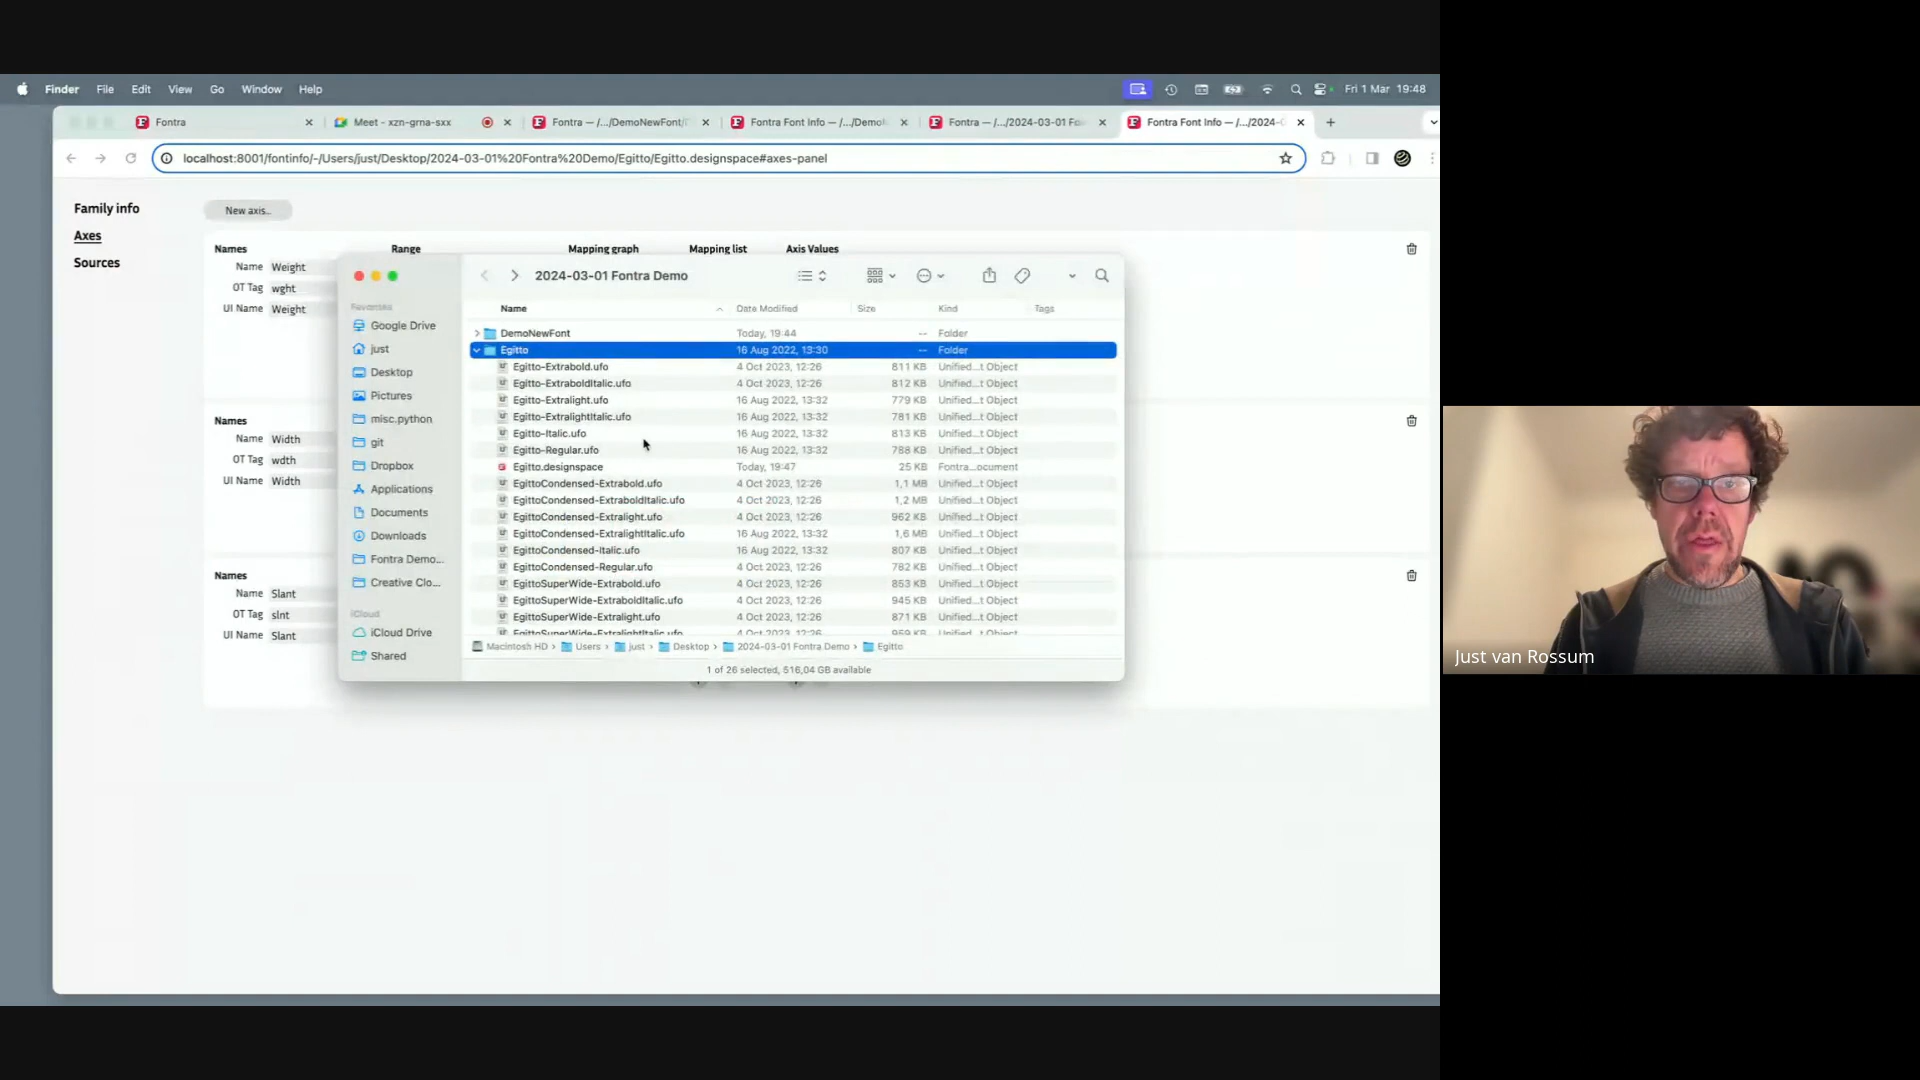 Finder File Edit View Go Window Help Fri 1 Mar 19:48
Fontra Meet - xzn-grna-sxx Fontra — /.../DemoNewFont/ Fontra Font Info — /.../Demo Fontra — /.../2024-03-01 Fo Fontra Font Info — /.../2024-
localhost:8001/fontinfo/-/Users/just/Desktop/2024-03-01%20Fontra%20Demo/Egitto/Egitto.designspace#axes-panel
Family info
Axes
Sources
New axis...
Names Range Mapping graph Mapping list Axis Values
Name Weight
OT Tag wght
UI Name Weight
Names
Name Width
OT Tag wdth
UI Name Width
Names
Name Slant
OT Tag slnt
UI Name Slant
2024-03-01 Fontra Demo
Favorites
Google Drive
just
Desktop
Pictures
misc.python
git
Dropbox
Applications
Documents
Downloads
Fontra Demo...
Creative Clo...
iCloud
iCloud Drive
Shared
Name Date Modified Size Kind Tags
DemoNewFont Today, 19:44 -- Folder
Egitto 16 Aug 2022, 13:30 -- Folder
Egitto-Extrabold.ufo 4 Oct 2023, 12:26 811 KB Unified...t Object
Egitto-ExtraboldItalic.ufo 4 Oct 2023, 12:26 812 KB Unified...t Object
Egitto-Extralight.ufo 16 Aug 2022, 13:32 779 KB Unified...t Object
Egitto-ExtralightItalic.ufo 16 Aug 2022, 13:32 781 KB Unified...t Object
Egitto-Italic.ufo 16 Aug 2022, 13:32 813 KB Unified...t Object
Egitto-Regular.ufo 16 Aug 2022, 13:32 788 KB Unified...t Object
Egitto.designspace Today, 19:47 25 KB Fontra...ocument
EgittoCondensed-Extrabold.ufo 4 Oct 2023, 12:26 1,1 MB Unified...t Object
EgittoCondensed-ExtraboldItalic.ufo 4 Oct 2023, 12:26 1,2 MB Unified...t Object
EgittoCondensed-Extralight.ufo 4 Oct 2023, 12:26 962 KB Unified...t Object
EgittoCondensed-ExtralightItalic.ufo 16 Aug 2022, 13:32 1,6 MB Unified...t Object
EgittoCondensed-Italic.ufo 16 Aug 2022, 13:32 807 KB Unified...t Object
EgittoCondensed-Regular.ufo 4 Oct 2023, 12:26 782 KB Unified...t Object
EgittoSuperWide-Extrabold.ufo 4 Oct 2023, 12:26 853 KB Unified...t Object
EgittoSuperWide-ExtraboldItalic.ufo 4 Oct 2023, 12:26 945 KB Unified...t Object
EgittoSuperWide-Extralight.ufo 4 Oct 2023, 12:26 871 KB Unified...t Object
EgittoSuperWide-ExtralightItalic.ufo 4 Oct 2023, 12:26 959 KB Unified...t Object
Macintosh HD › Users › just › Desktop › 2024-03-01 Fontra Demo › Egitto
1 of 26 selected, 516,04 GB available
Just van Rossum